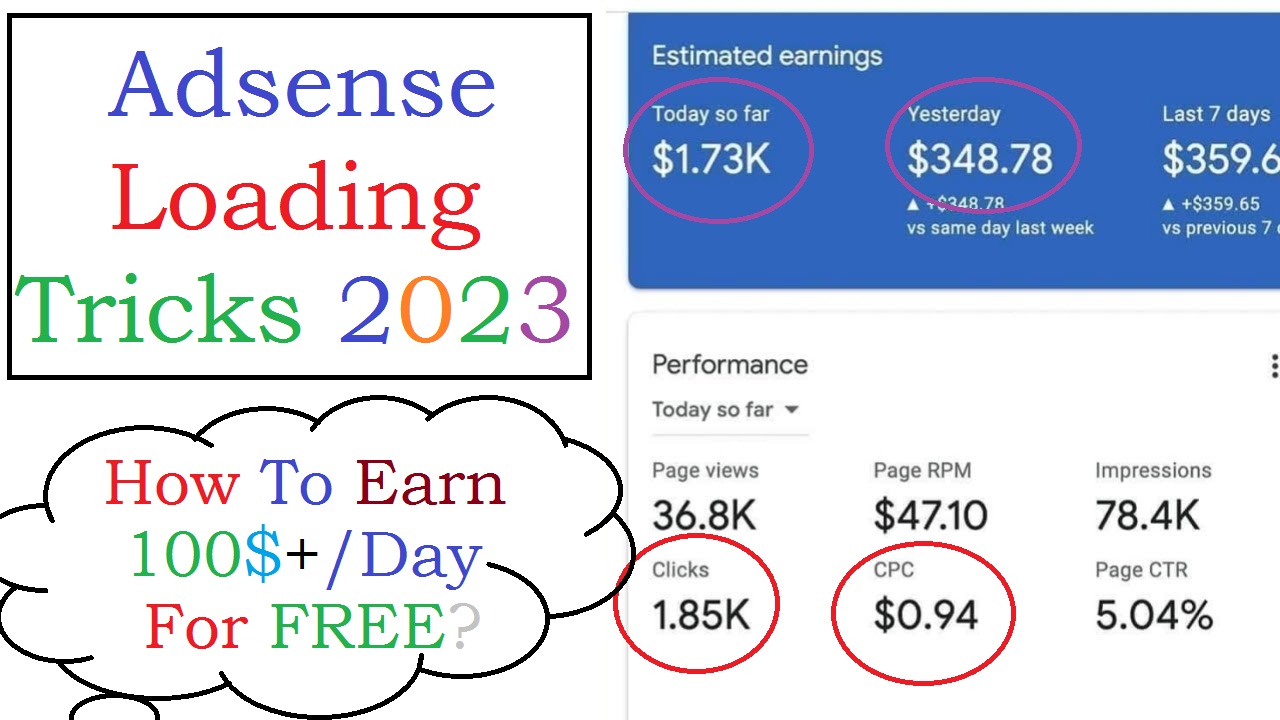 Adsense
Loading
Tricks 2023
How To Earn
100$+/Day
For FREE?
Estimated earnings
Today so far
$1.73K
Yesterday
$348.78
▲ +$348.78
vs same day last week
Last 7 days
$359.6
▲ +$359.65
vs previous 7
Performance
Today so far
Page views
36.8K
Page RPM
$47.10
Impressions
78.4K
Clicks
1.85K
CPC
$0.94
Page CTR
5.04%